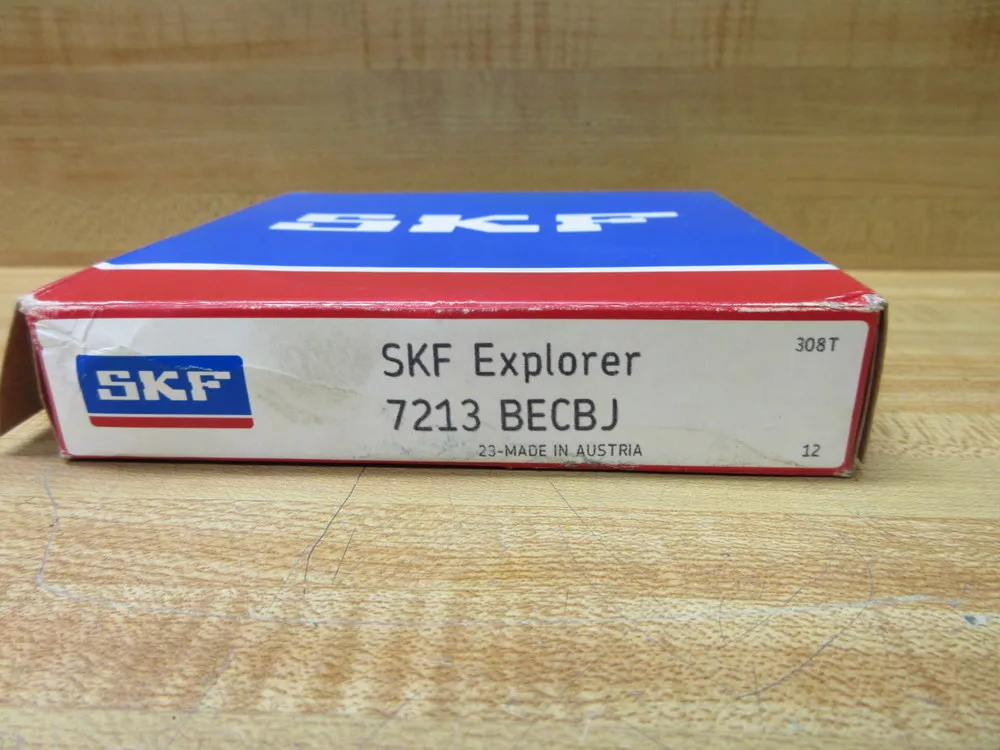 SKF
308T
SKF
SKF Explorer
7213 BECBJ
23-MADE IN AUSTRIA
12